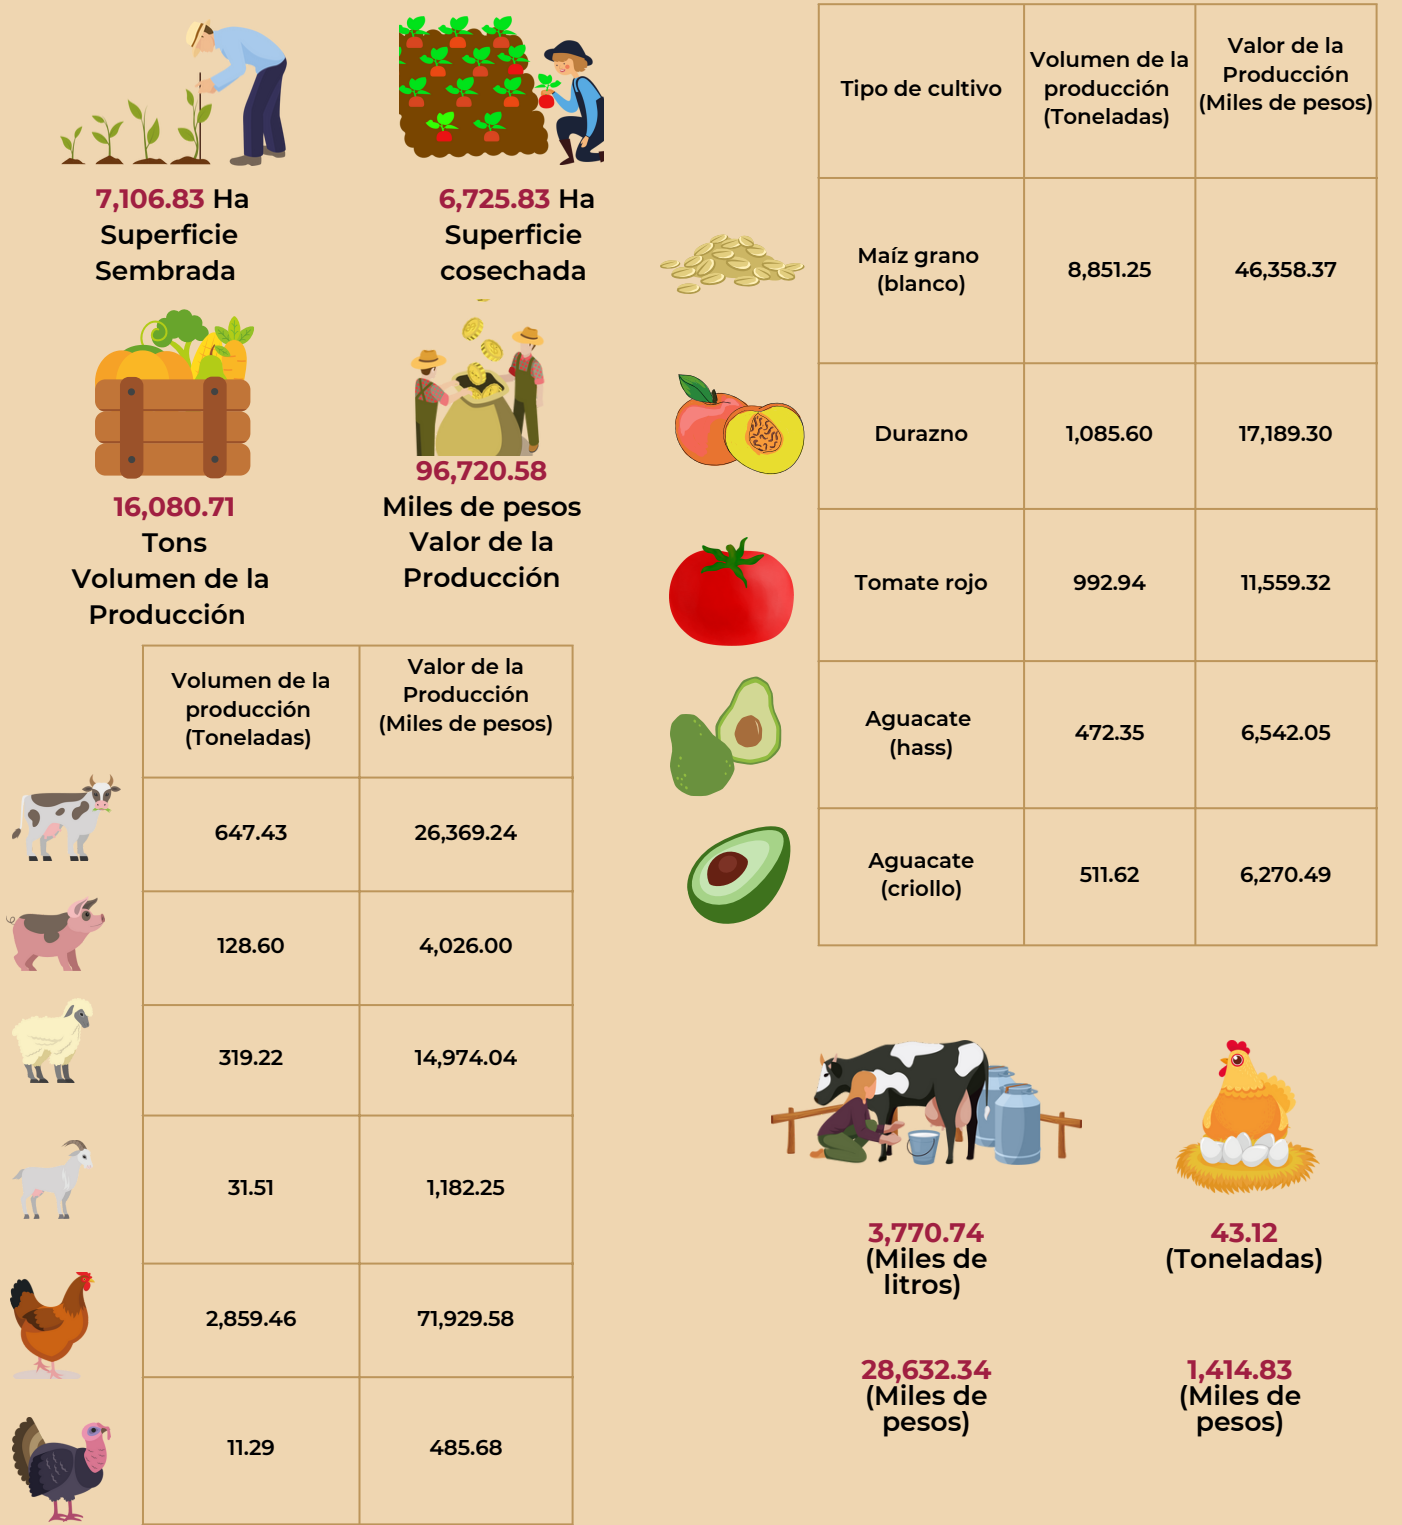 7,106.83 Ha
Superficie
Sembrada
6,725.83 Ha
Superficie
cosechada
16,080.71
Tons
Volumen de la
Producción
96,720.58
Miles de pesos
Valor de la
Producción
Tipo de cultivo
Volumen de la
producción
(Toneladas)
Valor de la
Producción
(Miles de pesos)
Maíz grano
(blanco)
8,851.25
46,358.37
Durazno
1,085.60
17,189.30
Tomate rojo
992.94
11,559.32
Aguacate
(hass)
472.35
6,542.05
Aguacate
(criollo)
511.62
6,270.49
Volumen de la
producción
(Toneladas)
Valor de la
Producción
(Miles de pesos)
647.43
26,369.24
128.60
4,026.00
319.22
14,974.04
31.51
1,182.25
2,859.46
71,929.58
11.29
485.68
3,770.74
(Miles de
litros)
28,632.34
(Miles de
pesos)
43.12
(Toneladas)
1,414.83
(Miles de
pesos)